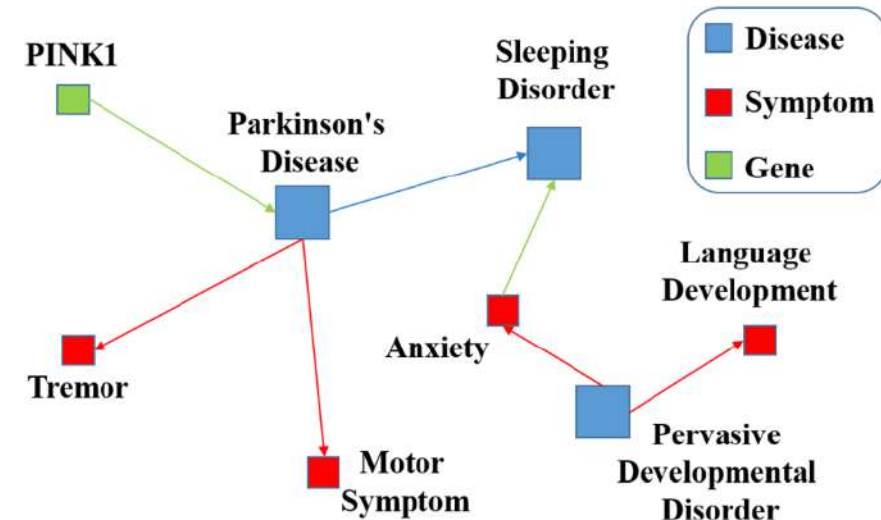 PINK1
Sleeping
Disorder
Parkinson's
Disease
Disease
Symptom
Gene
Language
Development
Anxiety
Tremor
Motor
Symptom
Pervasive
Developmental
Disorder